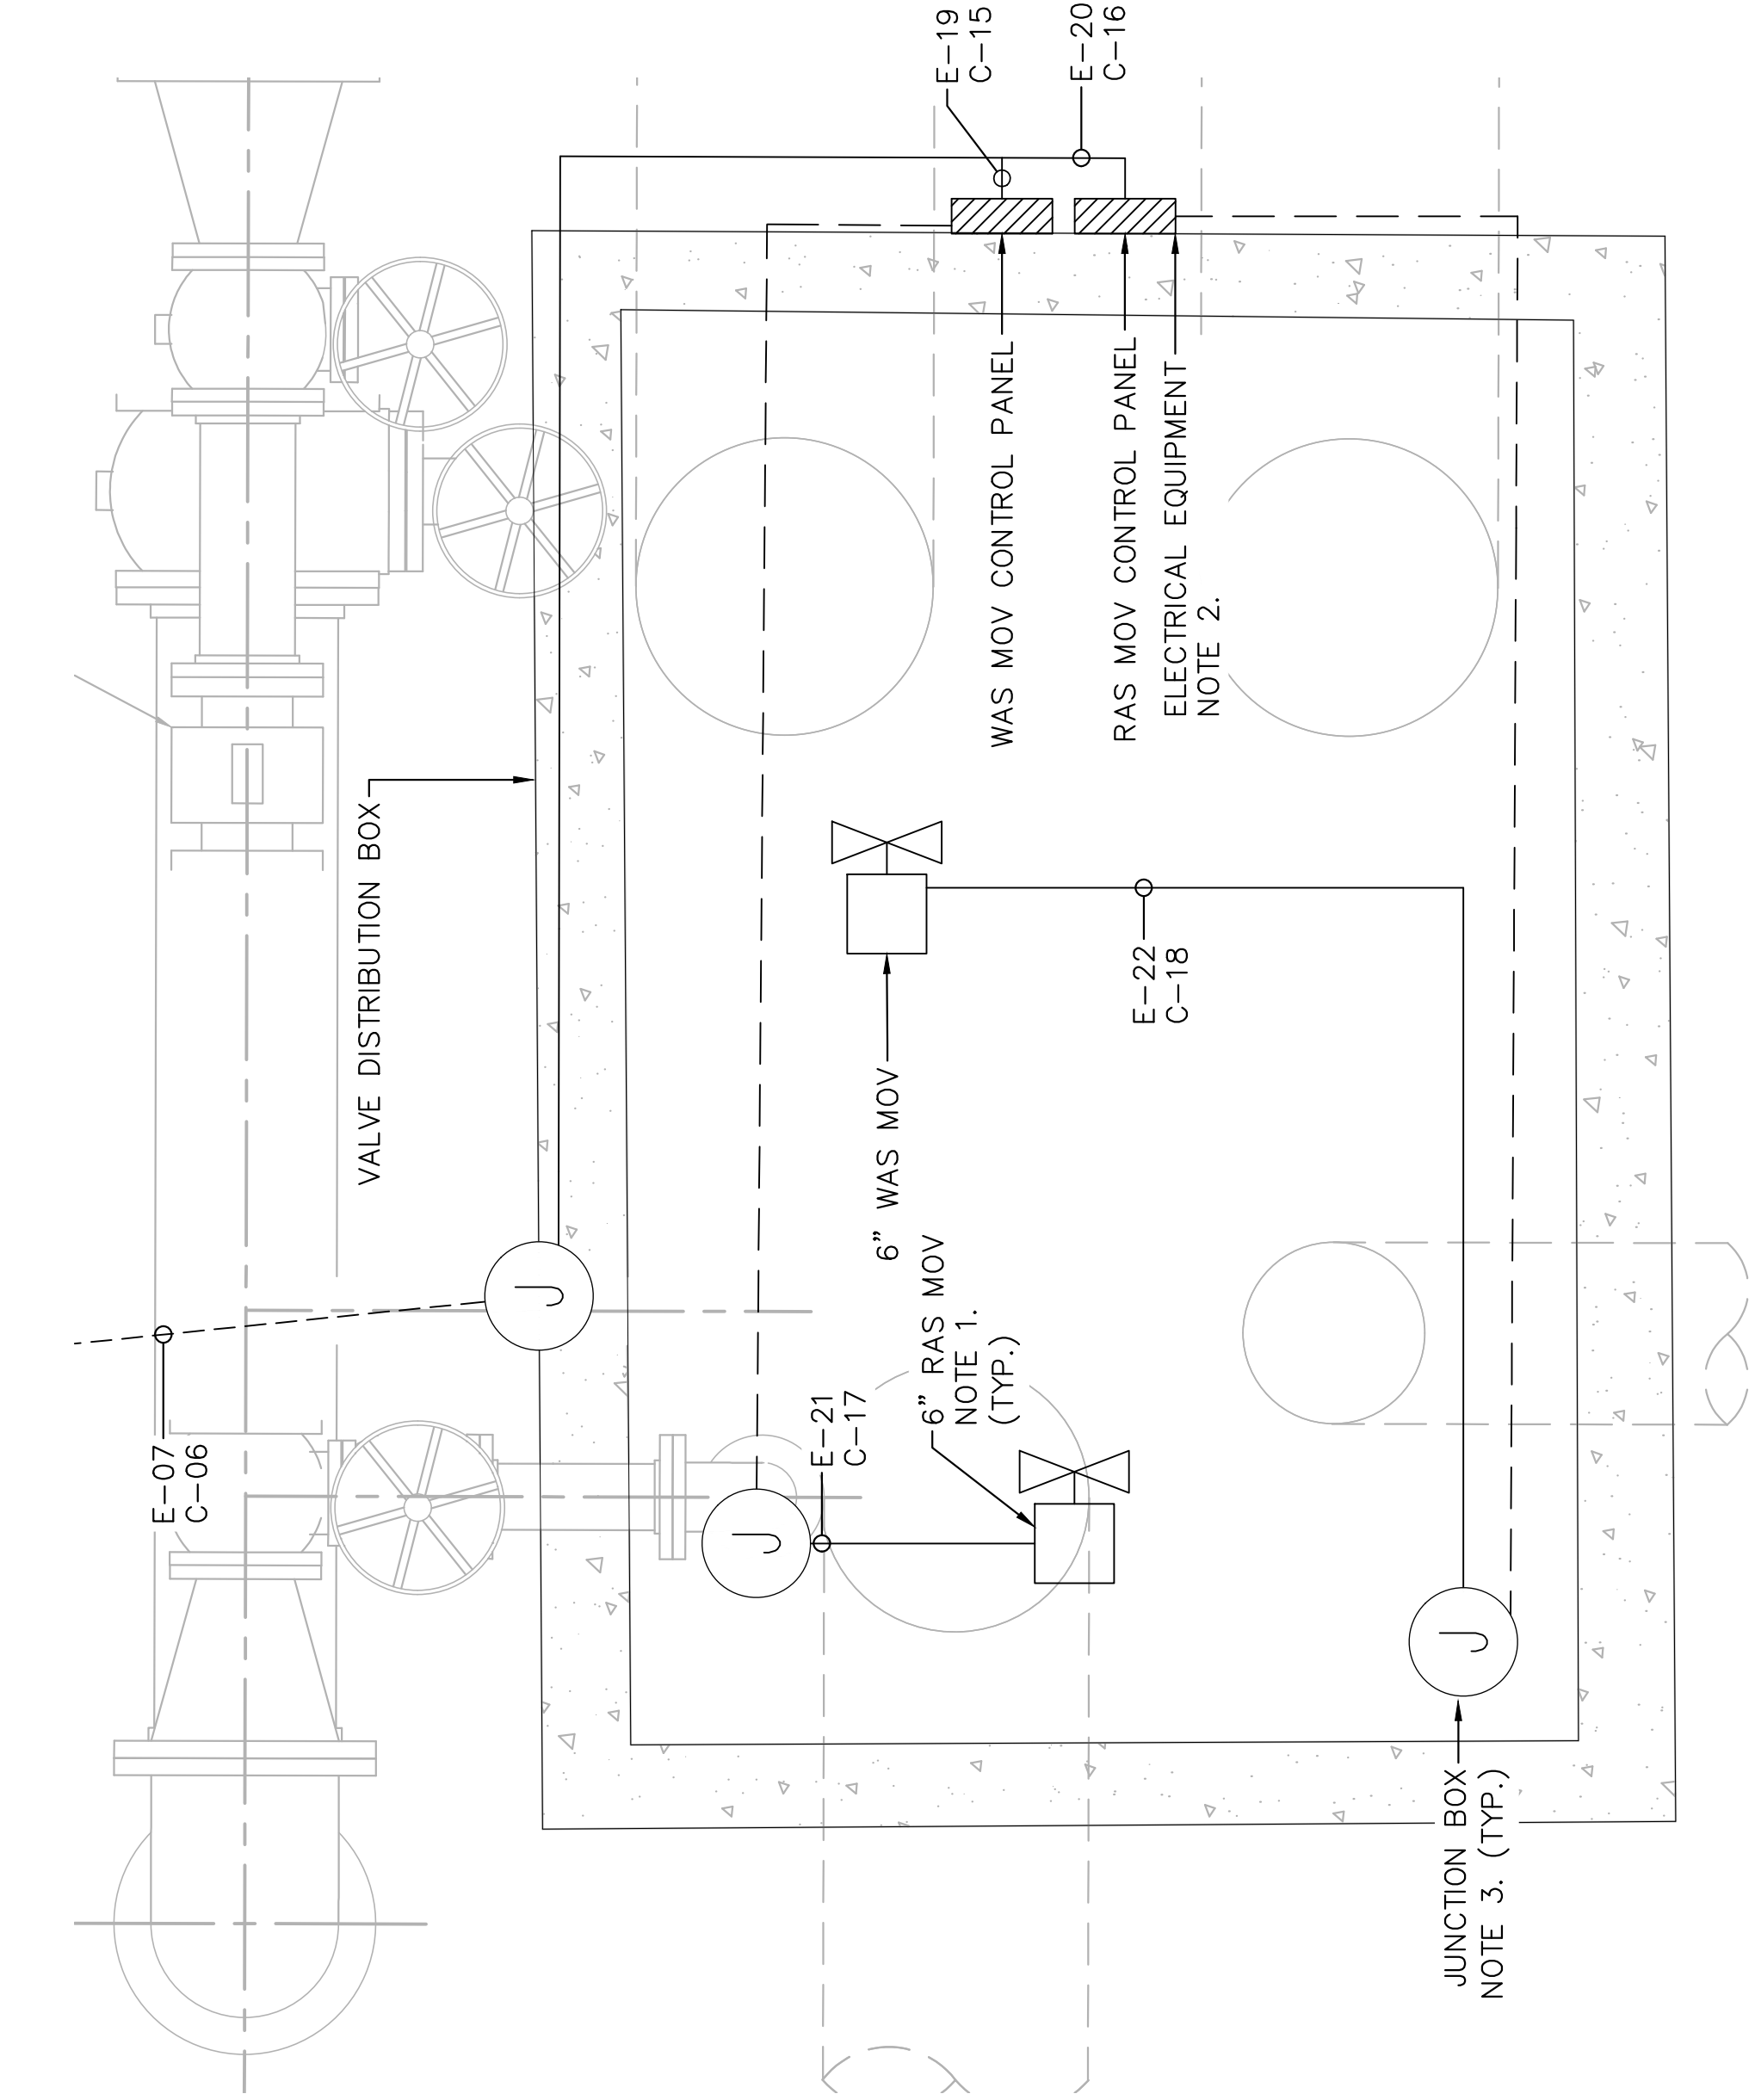 E-19
C-15
E-20
C-16
WAS MOV CONTROL PANEL
RAS MOV CONTROL PANEL
ELECTRICAL EQUIPMENT
NOTE 2.
VALVE DISTRIBUTION BOX
E-22
C-18
6" WAS MOV
6" RAS MOV
NOTE 1.
(TYP.)
E-21
C-17
E-07
C-06
J
J
J
JUNCTION BOX
NOTE 3. (TYP.)